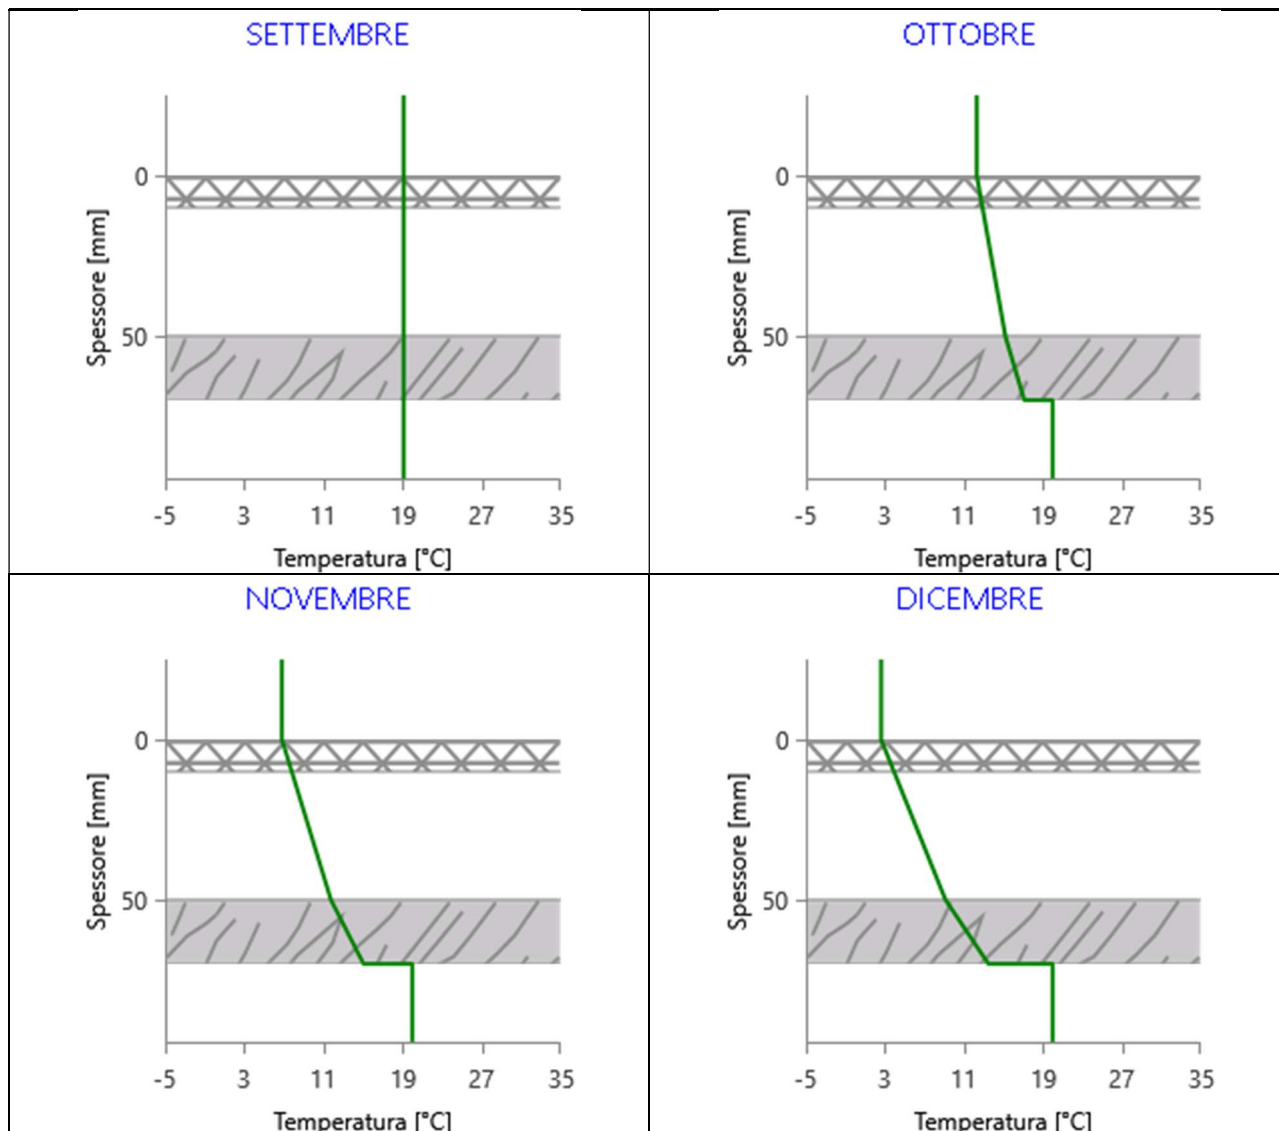 SETTEMBRE
0
50
Spessore [mm]
-5 3 11 19 27 35
Temperatura [°C]
OTTOBRE
0
50
Spessore [mm]
-5 3 11 19 27 35
Temperatura [°C]
NOVEMBRE
0
50
Spessore [mm]
-5 3 11 19 27 35
Temperatura [°C]
DICEMBRE
0
50
Spessore [mm]
-5 3 11 19 27 35
Temperatura [°C]